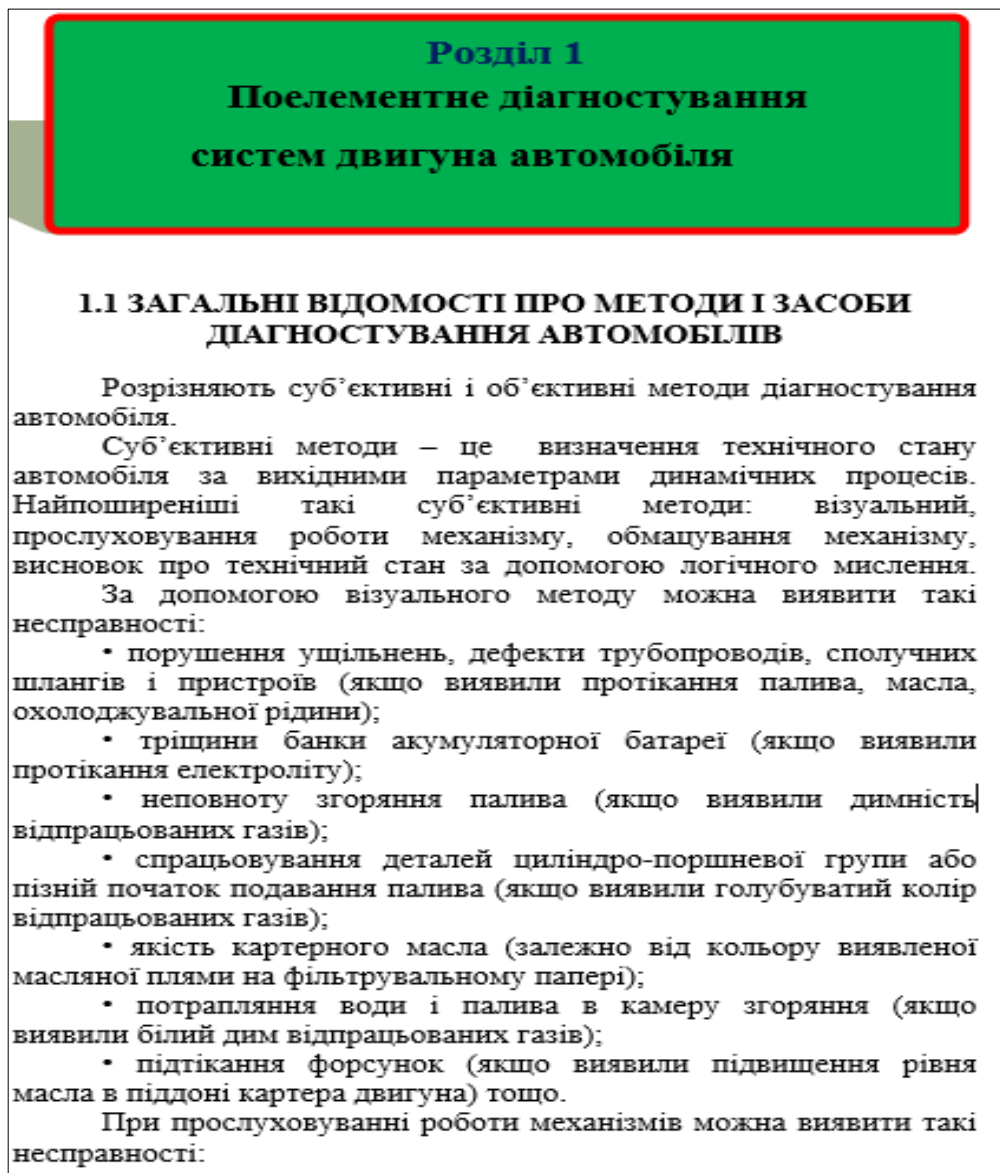 Розділ 1
Поелементне діагностування
систем двигуна автомобіля
1.1 ЗАГАЛЬНІ ВІДОМОСТІ ПРО МЕТОДИ І ЗАСОБИ
ДІАГНОСТУВАННЯ АВТОМОБІЛІВ
Розрізняють суб’єктивні і об’єктивні методи діагностування
автомобіля.
Суб’єктивні методи – це визначення технічного стану
автомобіля за вихідними параметрами динамічних процесів.
Найпоширеніші такі суб’єктивні методи: візуальний,
прослуховування роботи механізму, обмацування механізму,
висновок про технічний стан за допомогою логічного мислення.
За допомогою візуального методу можна виявити такі
несправності:
• порушення ущільнень, дефекти трубопроводів, сполучних
шлангів і пристроїв (якщо виявили протікання палива, масла,
охолоджувальної рідини);
• тріщини банки акумуляторної батареї (якщо виявили
протікання електроліту);
• неповноту згоряння палива (якщо виявили димність
відпрацьованих газів);
• спрацьовування деталей циліндро-поршневої групи або
пізній початок подавання палива (якщо виявили голубуватий колір
відпрацьованих газів);
• якість картерного масла (залежно від кольору виявленої
масляної плями на фільтрувальному папері);
• потрапляння води і палива в камеру згоряння (якщо
виявили білий дим відпрацьованих газів);
• підтікання форсунок (якщо виявили підвищення рівня
масла в піддоні картера двигуна) тощо.
При прослуховуванні роботи механізмів можна виявити такі
несправності: